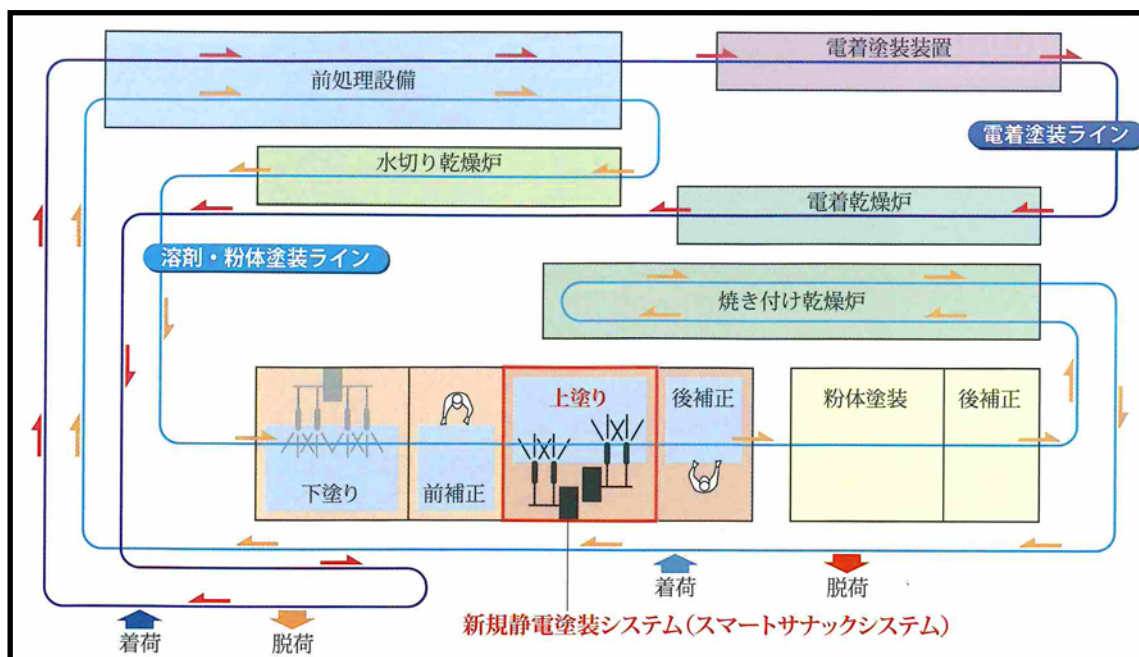 前処理設備
電着塗装装置
電着塗装ライン
水切り乾燥炉
電着乾燥炉
溶剤・粉体塗装ライン
焼き付け乾燥炉
下塗り
前補正
上塗り
後補正
粉体塗装
後補正
着荷
脱荷
着荷
脱荷
新規静電塗装システム(スマートサナックシステム)